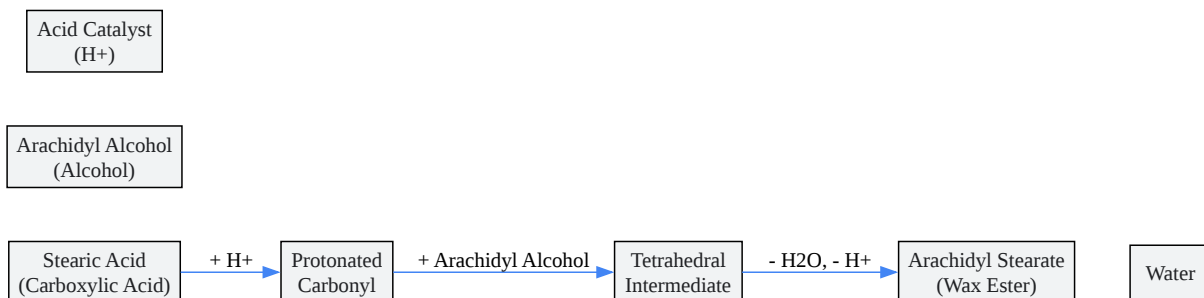 Acid Catalyst
(H+)
Arachidyl Alcohol
(Alcohol)
Stearic Acid
(Carboxylic Acid)
+ H+
Protonated
Carbonyl
+ Arachidyl Alcohol
Tetrahedral
Intermediate
- H2O, - H+
Arachidyl Stearate
(Wax Ester)
Water